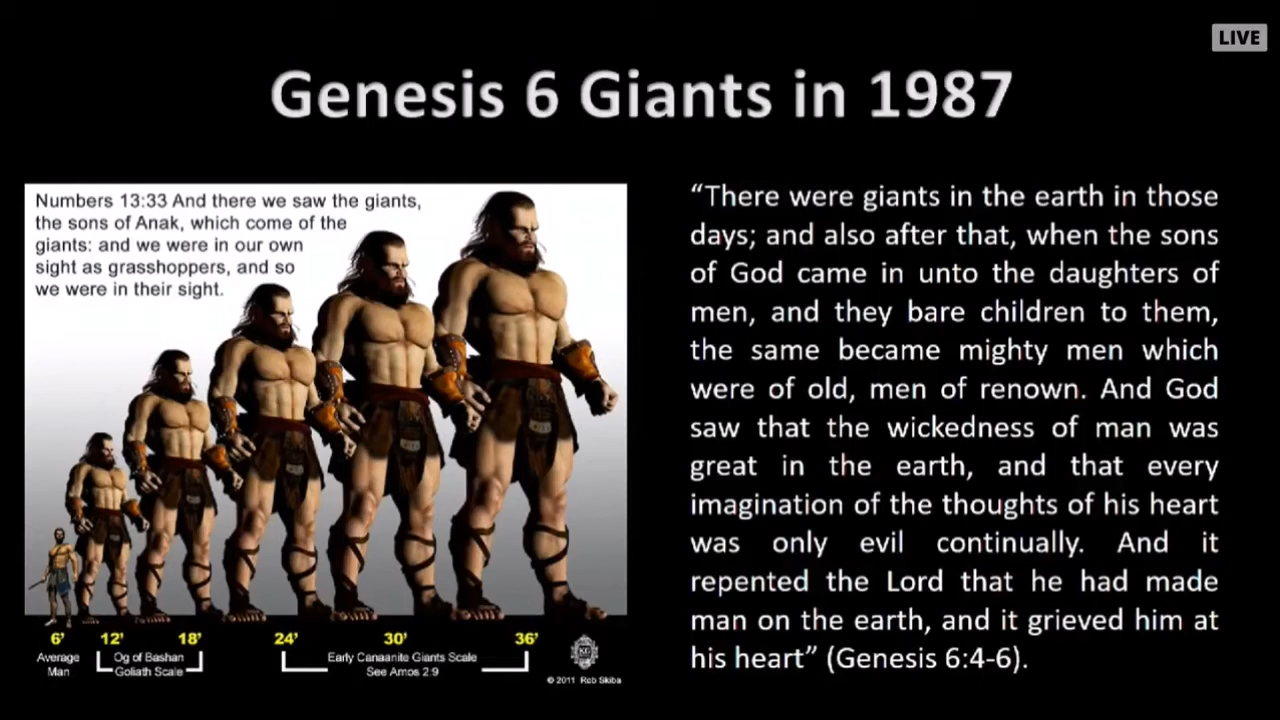 LIVE
Genesis 6 Giants in 1987
Numbers 13:33 And there we saw the giants,
the sons of Anak, which come of the
giants: and we were in our own
sight as grasshoppers, and so
we were in their sight.
6' 12' 18' 24' 30' 36'
Average
Man
Og of Bashan
Goliath Scale
Early Canaanite Giants Scale
See Amos 2:9
KG
© 2011 Rob Skiba
“There were giants in the earth in those
days; and also after that, when the sons
of God came in unto the daughters of
men, and they bare children to them,
the same became mighty men which
were of old, men of renown. And God
saw that the wickedness of man was
great in the earth, and that every
imagination of the thoughts of his heart
was only evil continually. And it
repented the Lord that he had made
man on the earth, and it grieved him at
his heart” (Genesis 6:4-6).